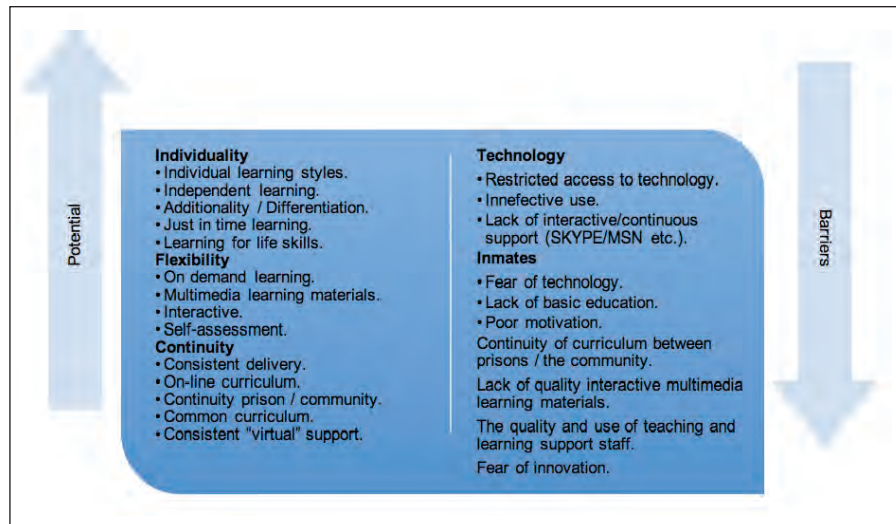 Potential
Individuality
• Individual learning styles.
• Independent learning.
• Additionality / Differentiation.
• Just in time learning.
• Learning for life skills.
Flexibility
• On demand learning.
• Multimedia learning materials.
• Interactive.
• Self-assessment.
Continuity
• Consistent delivery.
• On-line curriculum.
• Continuity prison / community.
• Common curriculum.
• Consistent "virtual" support.
Technology
• Restricted access to technology.
• Innefective use.
• Lack of interactive/continuous
support (SKYPE/MSN etc.).
Inmates
• Fear of technology.
• Lack of basic education.
• Poor motivation.
Continuity of curriculum between
prisons / the community.
Lack of quality interactive multimedia
learning materials.
The quality and use of teaching and
learning support staff.
Fear of innovation.
Barriers